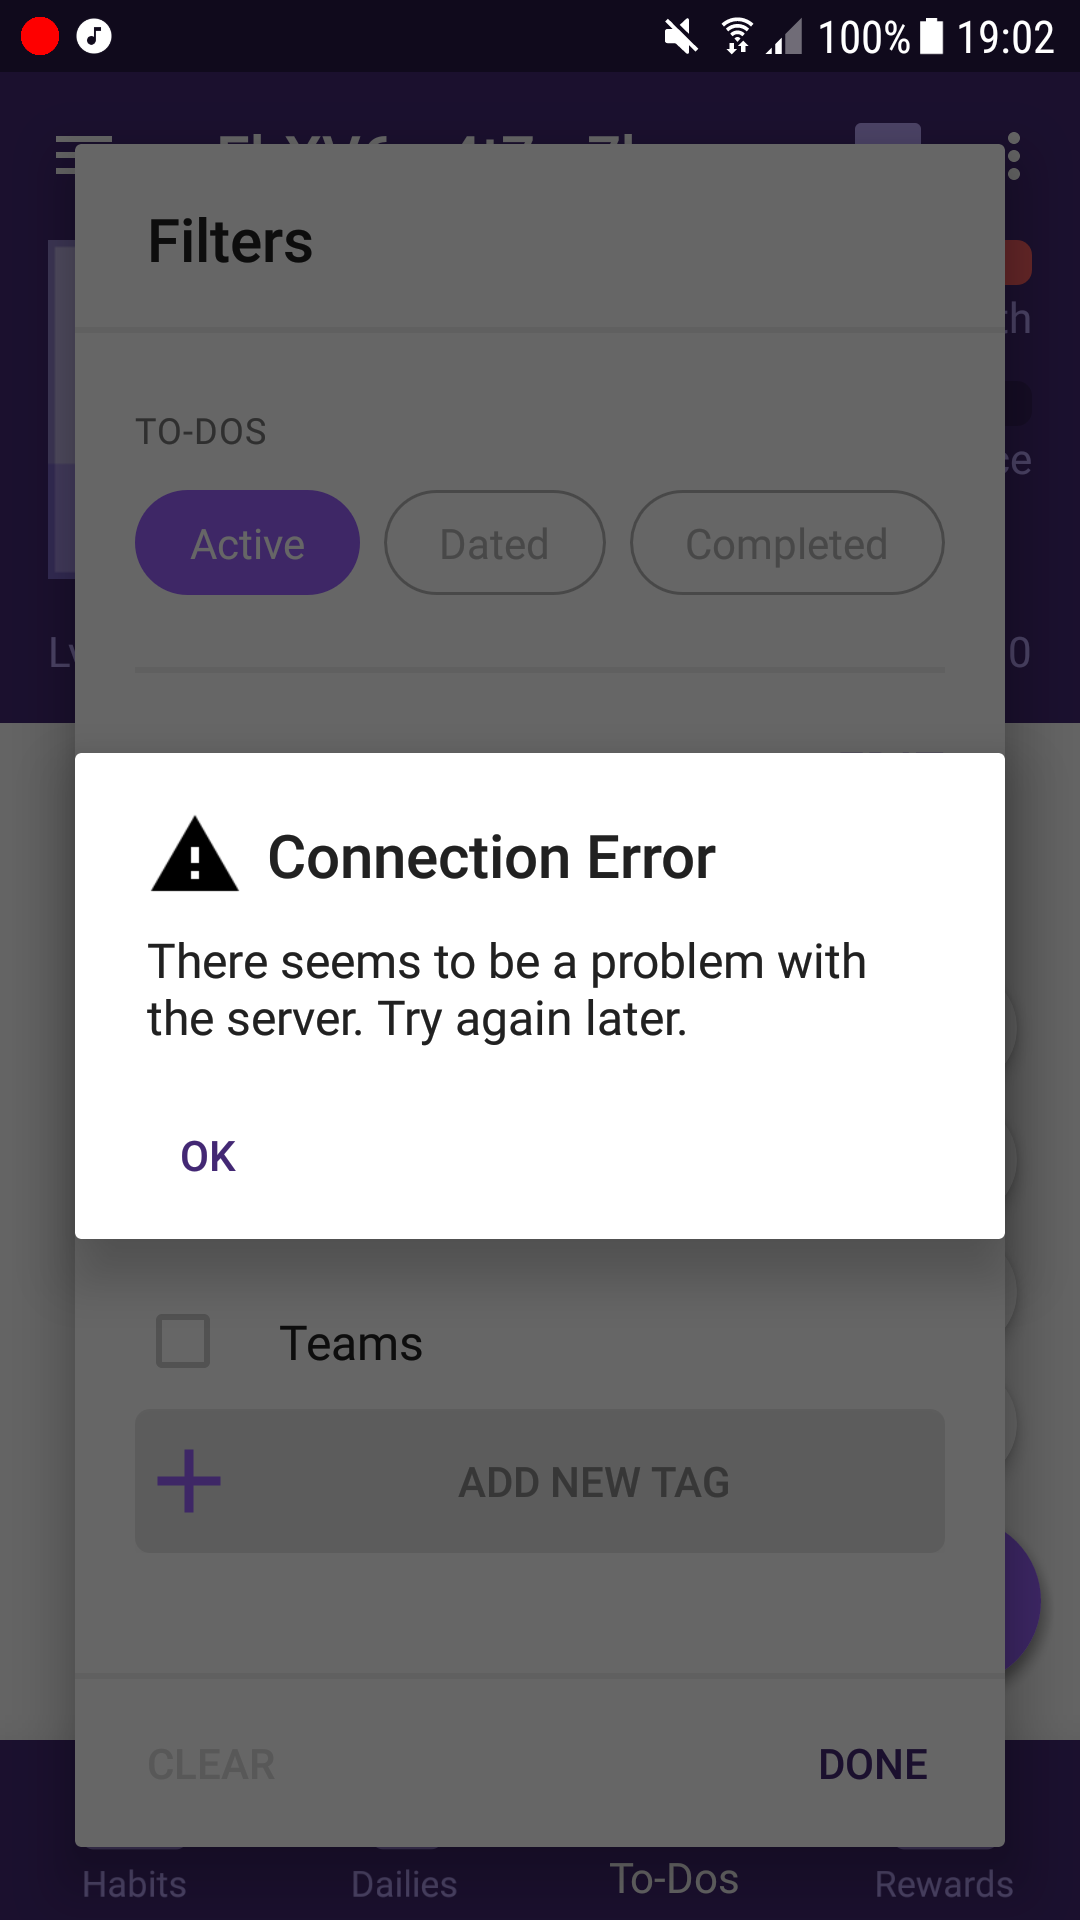 100% 19:02
Filters
TO-DOS
Active Dated Completed
Connection Error
There seems to be a problem with
the server. Try again later.
OK
Teams
ADD NEW TAG
CLEAR DONE
Habits Dailies To-Dos Rewards